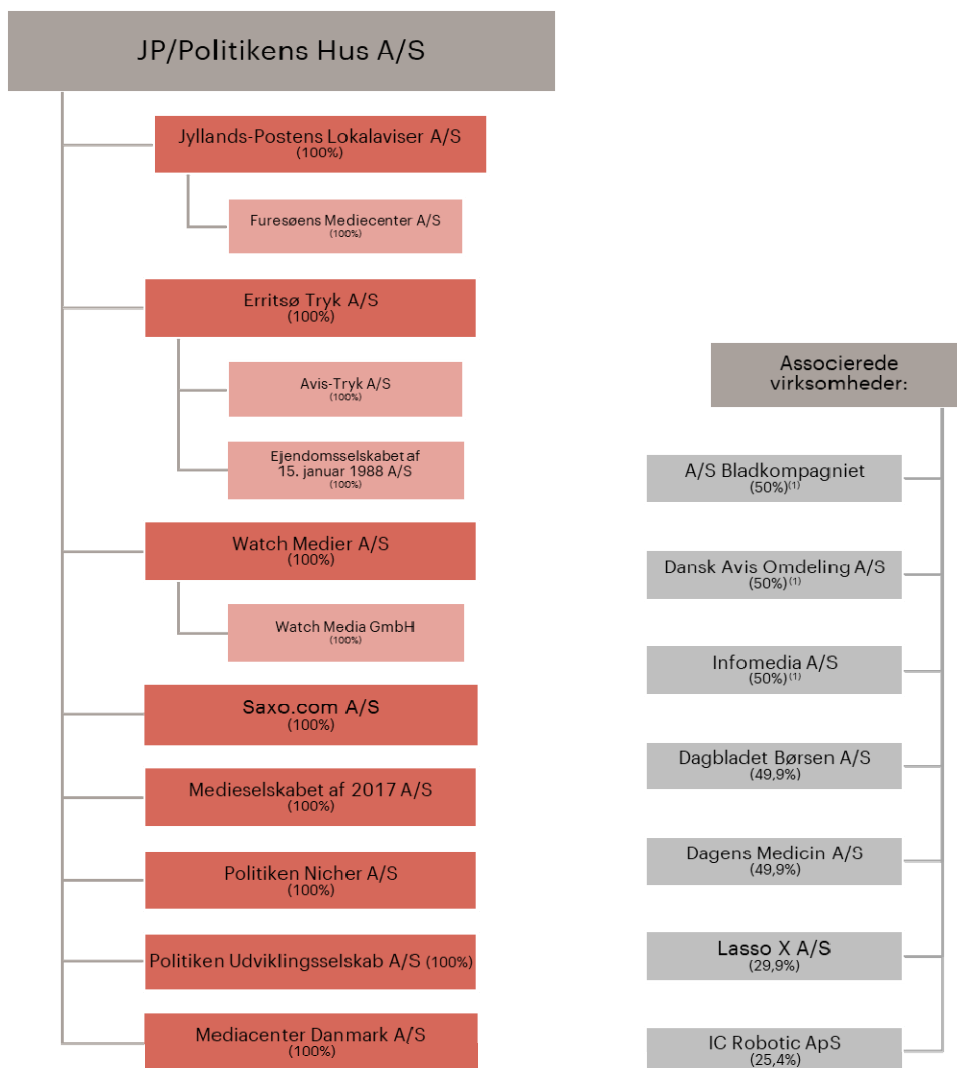 JP/Politikens Hus A/S
Jyllands-Postens Lokalaviser A/S
(100%)
Furesøens Mediecenter A/S
(100%)
Erritsø Tryk A/S
(100%)
Avis-Tryk A/S
(100%)
Ejendomsselskabet af
15. januar 1988 A/S
(100%)
Watch Medier A/S
(100%)
Watch Media GmbH
(100%)
Saxo.com A/S
(100%)
Medieselskabet af 2017 A/S
(100%)
Politiken Nicher A/S
(100%)
Politiken Udviklingsselskab A/S (100%)
Mediacenter Danmark A/S
(100%)
Associerede
virksomheder:
A/S Bladkompagniet
(50%)(1)
Dansk Avis Omdeling A/S
(50%)(1)
Infomedia A/S
(50%)(1)
Dagbladet Børsen A/S
(49,9%)
Dagens Medicin A/S
(49,9%)
Lasso X A/S
(29,9%)
IC Robotic ApS
(25,4%)